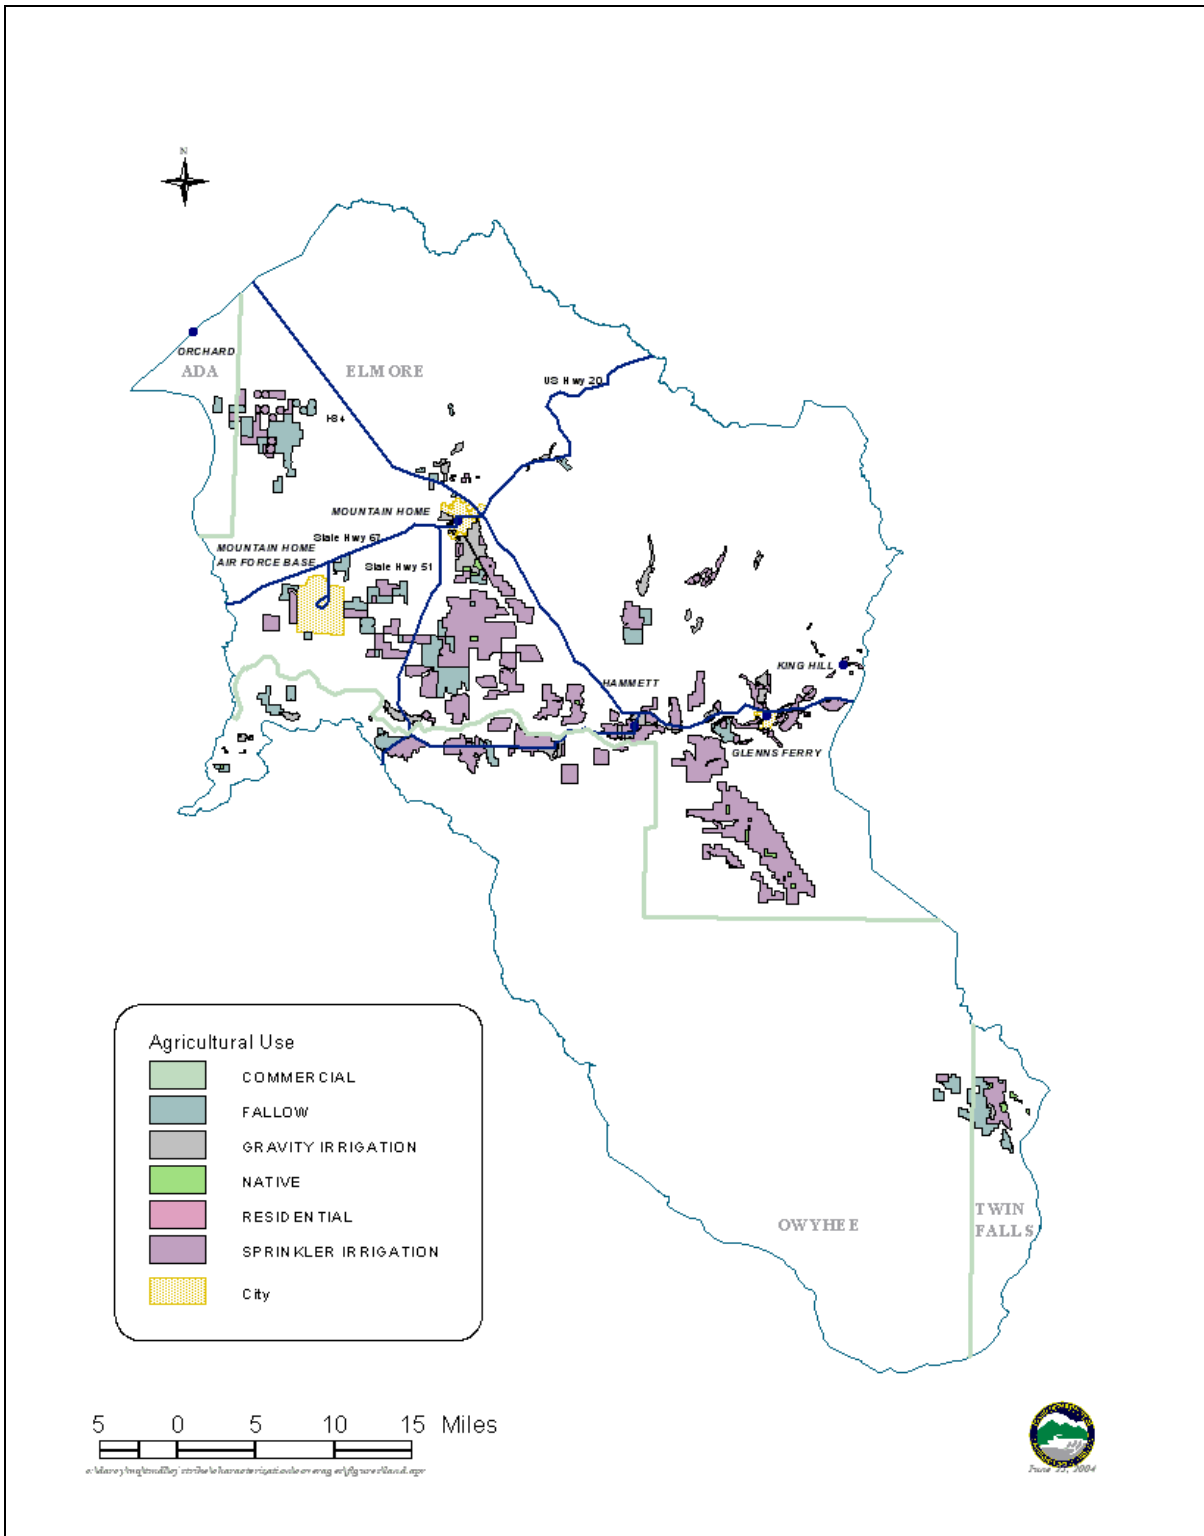 N
ORCHARD
ADA
ELMORE
US Hwy 20
I-84
MOUNTAIN HOME
State Hwy 67
MOUNTAIN HOME
AIR FORCE BASE
State Hwy 51
KING HILL
HAMMETT
GLENNS FERRY
Agricultural Use
COMMERCIAL
FALLOW
GRAVITY IRRIGATION
NATIVE
RESIDENTIAL
SPRINKLER IRRIGATION
City
OWYHEE
TWIN
FALLS
5 0 5 10 15 Miles
2004